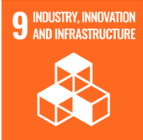 9 INDUSTRY, INNOVATION
AND INFRASTRUCTURE